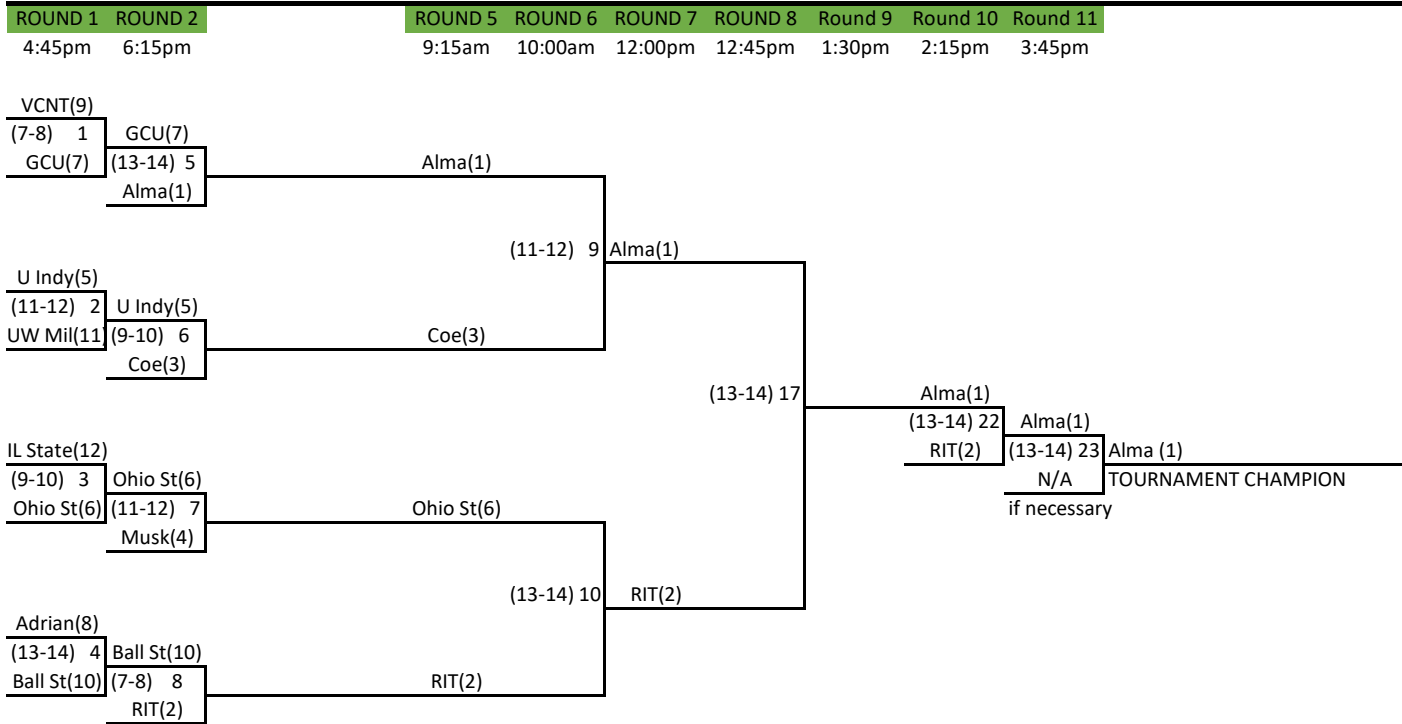 ROUND 1 ROUND 2 ROUND 5 ROUND 6 ROUND 7 ROUND 8 Round 9 Round 10 Round 11
4:45pm 6:15pm 9:15am 10:00am 12:00pm 12:45pm 1:30pm 2:15pm 3:45pm
VCNT(9)
(7-8) 1 GCU(7)
GCU(7) (13-14) 5 Alma(1)
Alma(1)
(11-12) 9 Alma(1)
U Indy(5)
(11-12) 2 U Indy(5)
UW Mil(11) (9-10) 6 Coe(3)
Coe(3)
(13-14) 17 Alma(1)
(13-14) 22 Alma(1)
IL State(12) RIT(2) (13-14) 23 Alma (1)
(9-10) 3 Ohio St(6) N/A TOURNAMENT CHAMPION
Ohio St(6) (11-12) 7 Ohio St(6) if necessary
Musk(4)
(13-14) 10 RIT(2)
Adrian(8)
(13-14) 4 Ball St(10)
Ball St(10) (7-8) 8 RIT(2)
RIT(2)